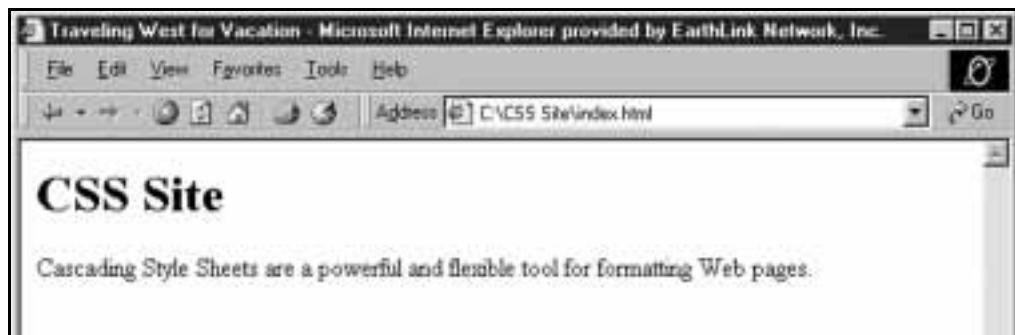 Traveling West for Vacation - Microsoft Internet Explorer provided by EarthLink Network, Inc.
File Edit View Favorites Tools Help
Address C:\CSS Site\index.html Go
CSS Site
Cascading Style Sheets are a powerful and flexible tool for formatting Web pages.